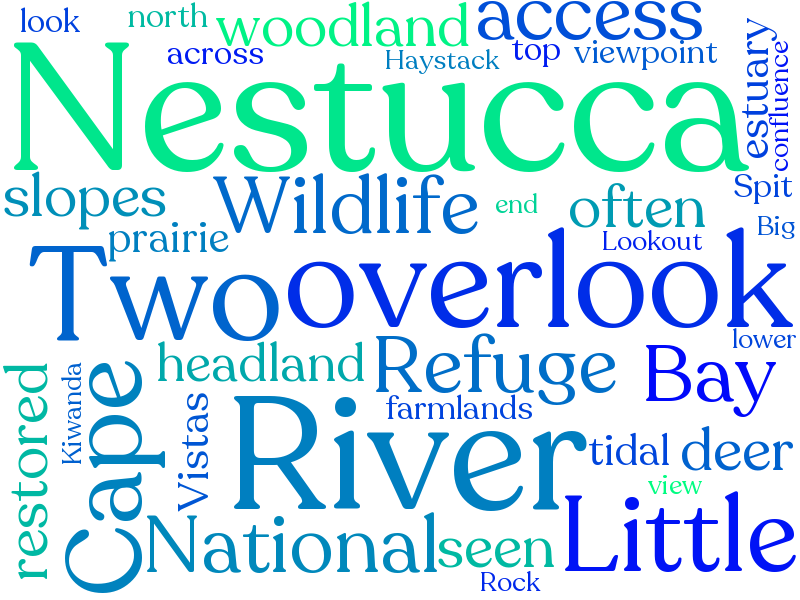 look
north
woodland
access
across
Haystack
top
viewpoint
estuary
confluence
Nestucca
slopes
Wildlife
end
often
Spit
Big
prairie
Lookout
Two
overlook
lower
headland
Refuge
Bay
restored
Kiwanda
Cape
Vistas
River
farmlands
tidal
deer
view
National
seen
Little
Rock